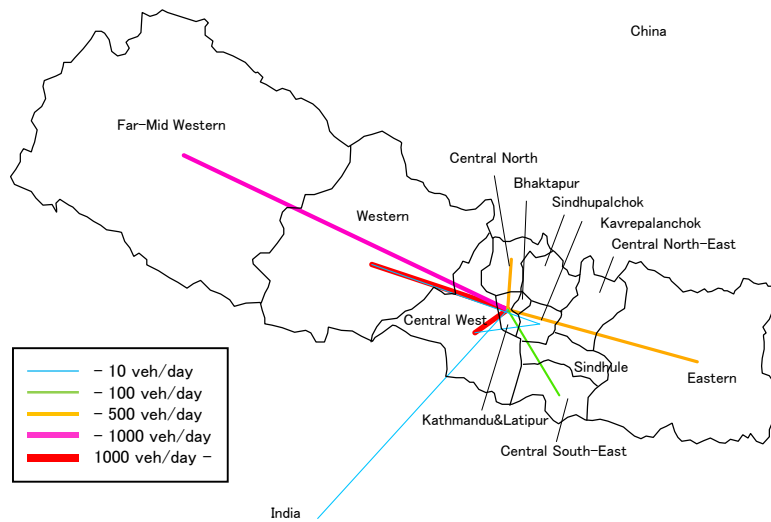 China
Far-Mid Western
Central North
Bhaktapur
Sindhupalchok
Western
Kavrepalanchok
Central North-East
Central West
Sindhule
Eastern
Kathmandu&Latipur
Central South-East
India
- 10 veh/day
- 100 veh/day
- 500 veh/day
- 1000 veh/day
1000 veh/day -